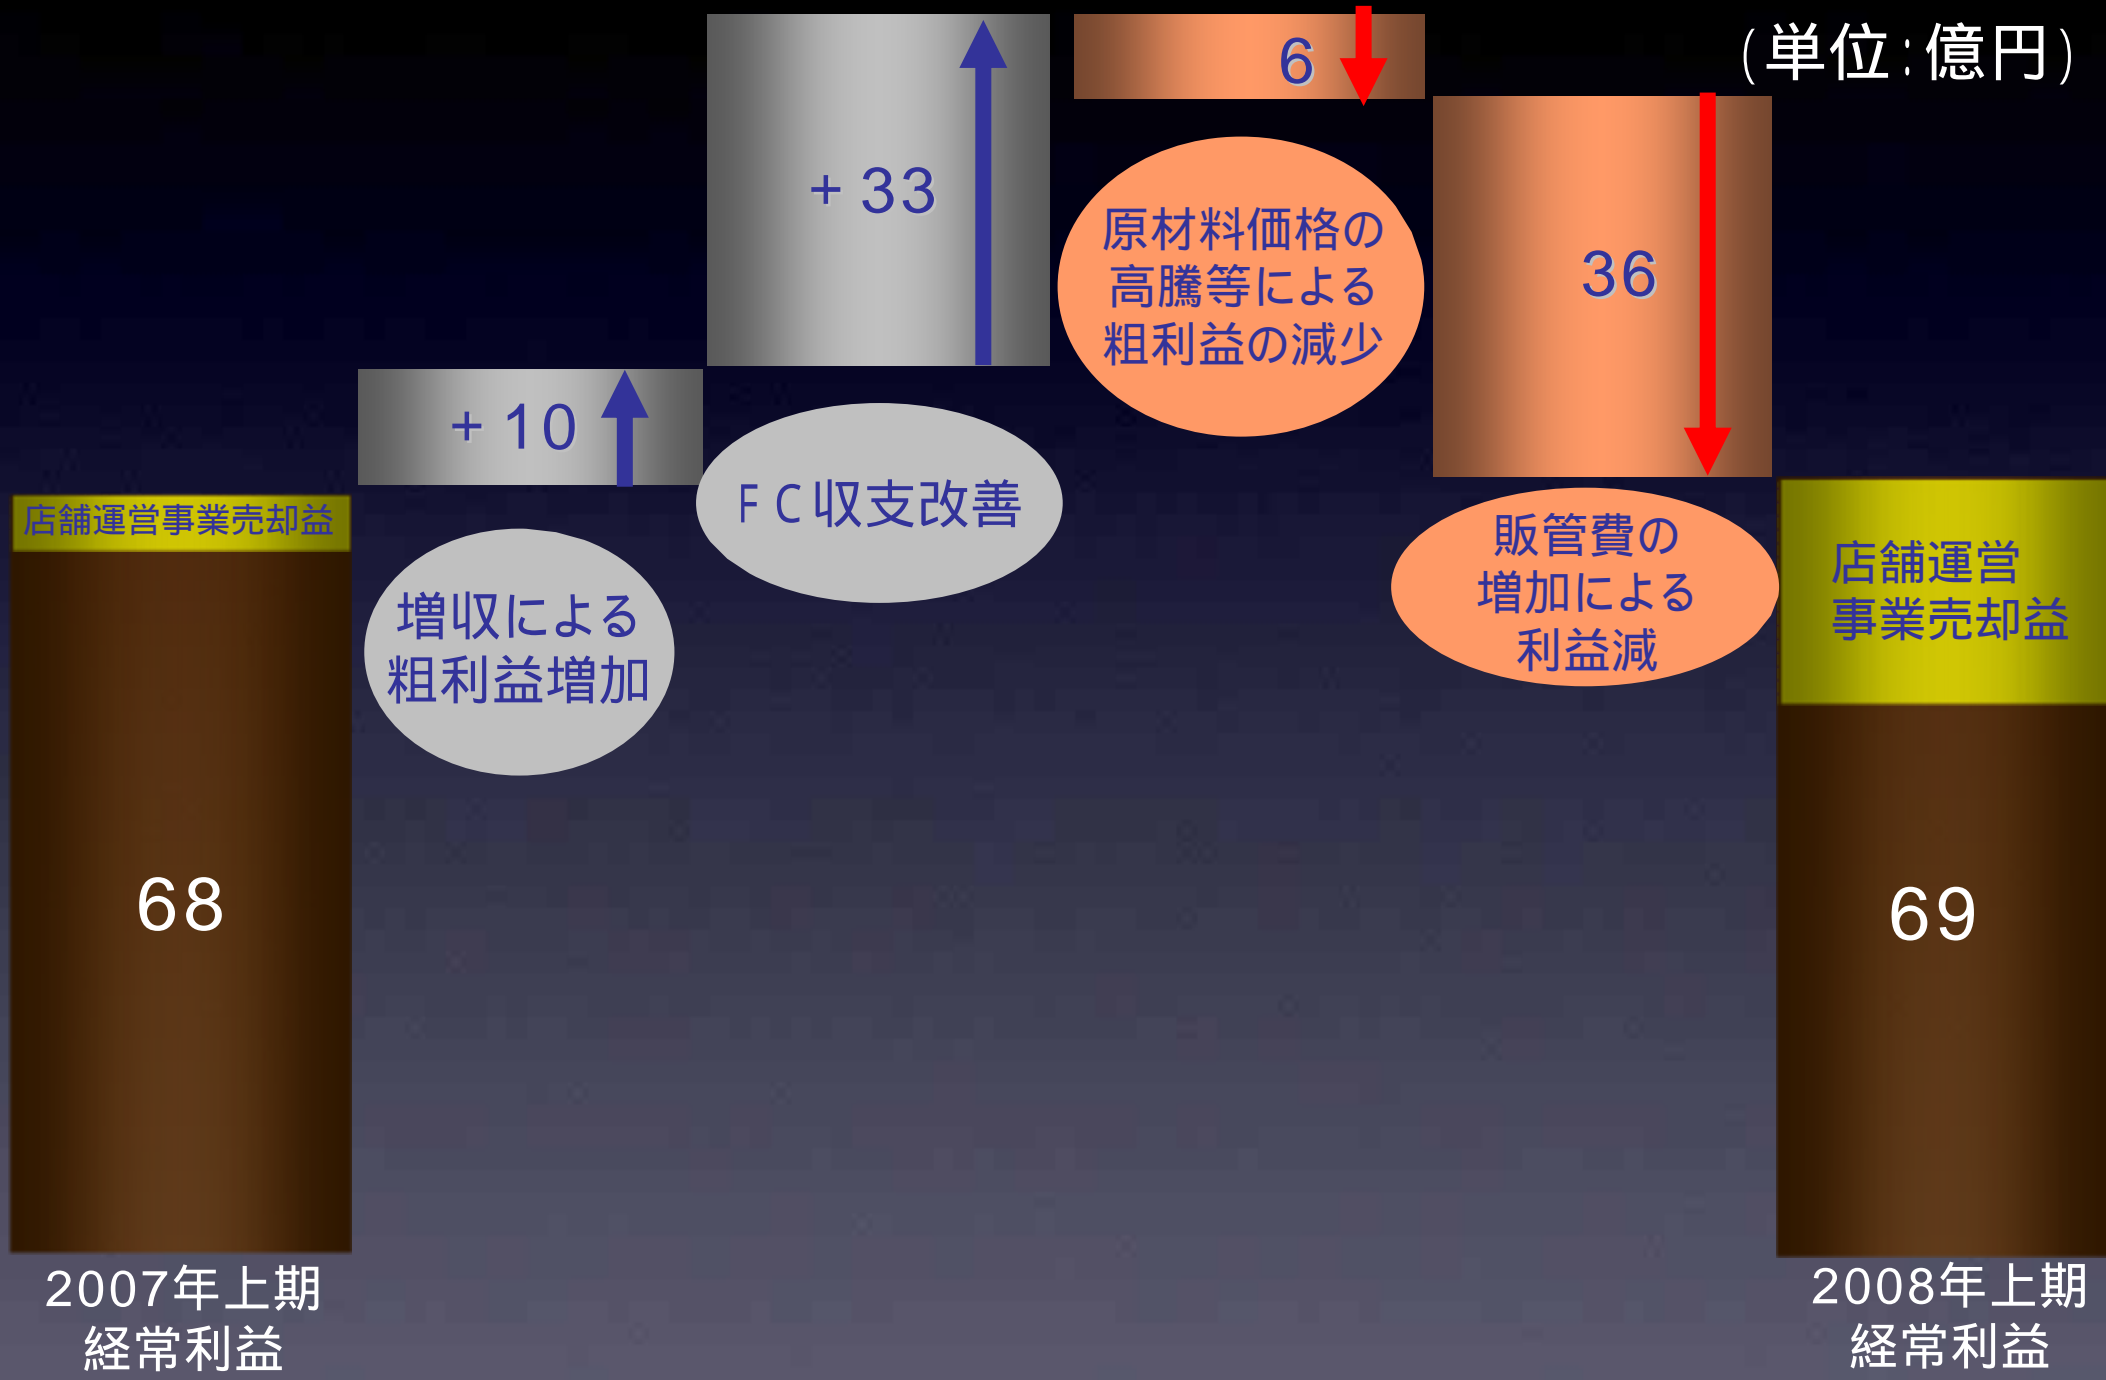 (単位:億円)
+33
6
36
+10
原材料価格の
高騰等による
粗利益の減少
FC収支改善
増収による
粗利益増加
販管費の
増加による
利益減
店舗運営事業売却益
店舗運営
事業売却益
68
69
2007年上期
経常利益
2008年上期
経常利益